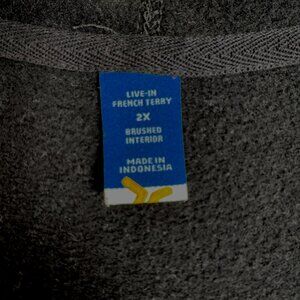 LIVE-IN
FRENCH TERRY
2X
BRUSHED
INTERIOR
MADE IN
INDONESIA